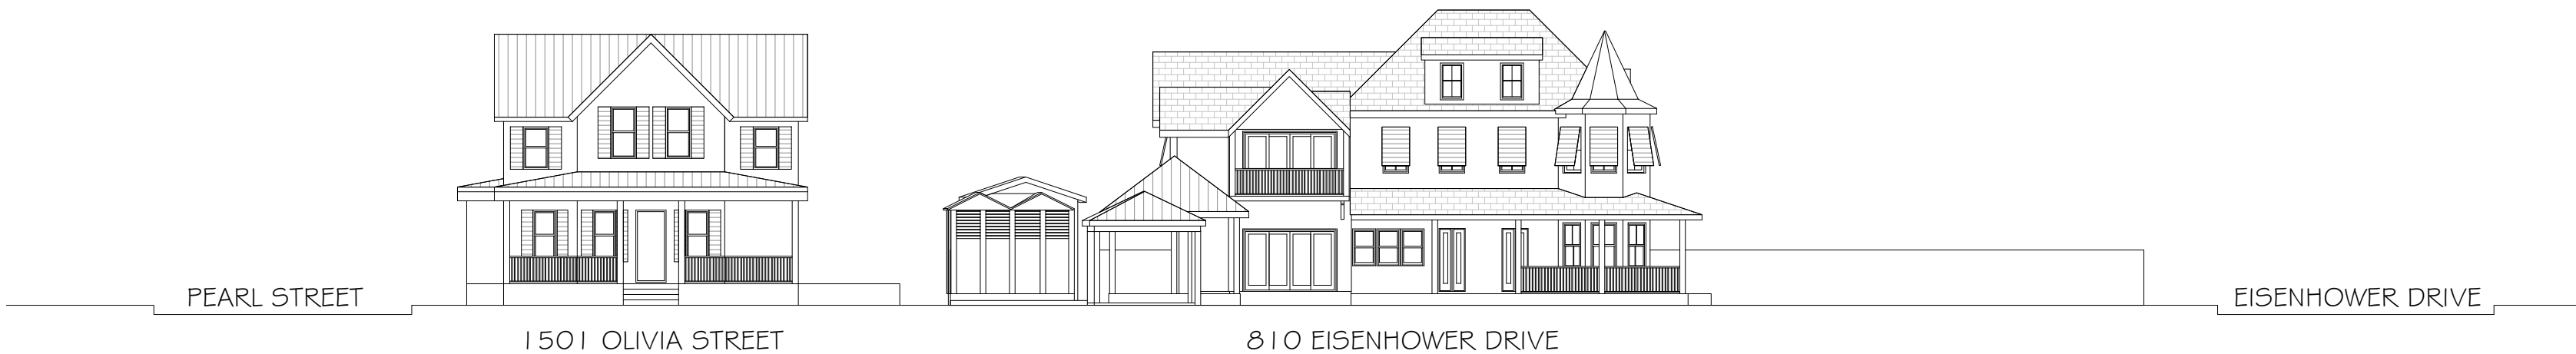 PEARL STREET
EISENHOWER DRIVE
1501 OLIVIA STREET
810 EISENHOWER DRIVE